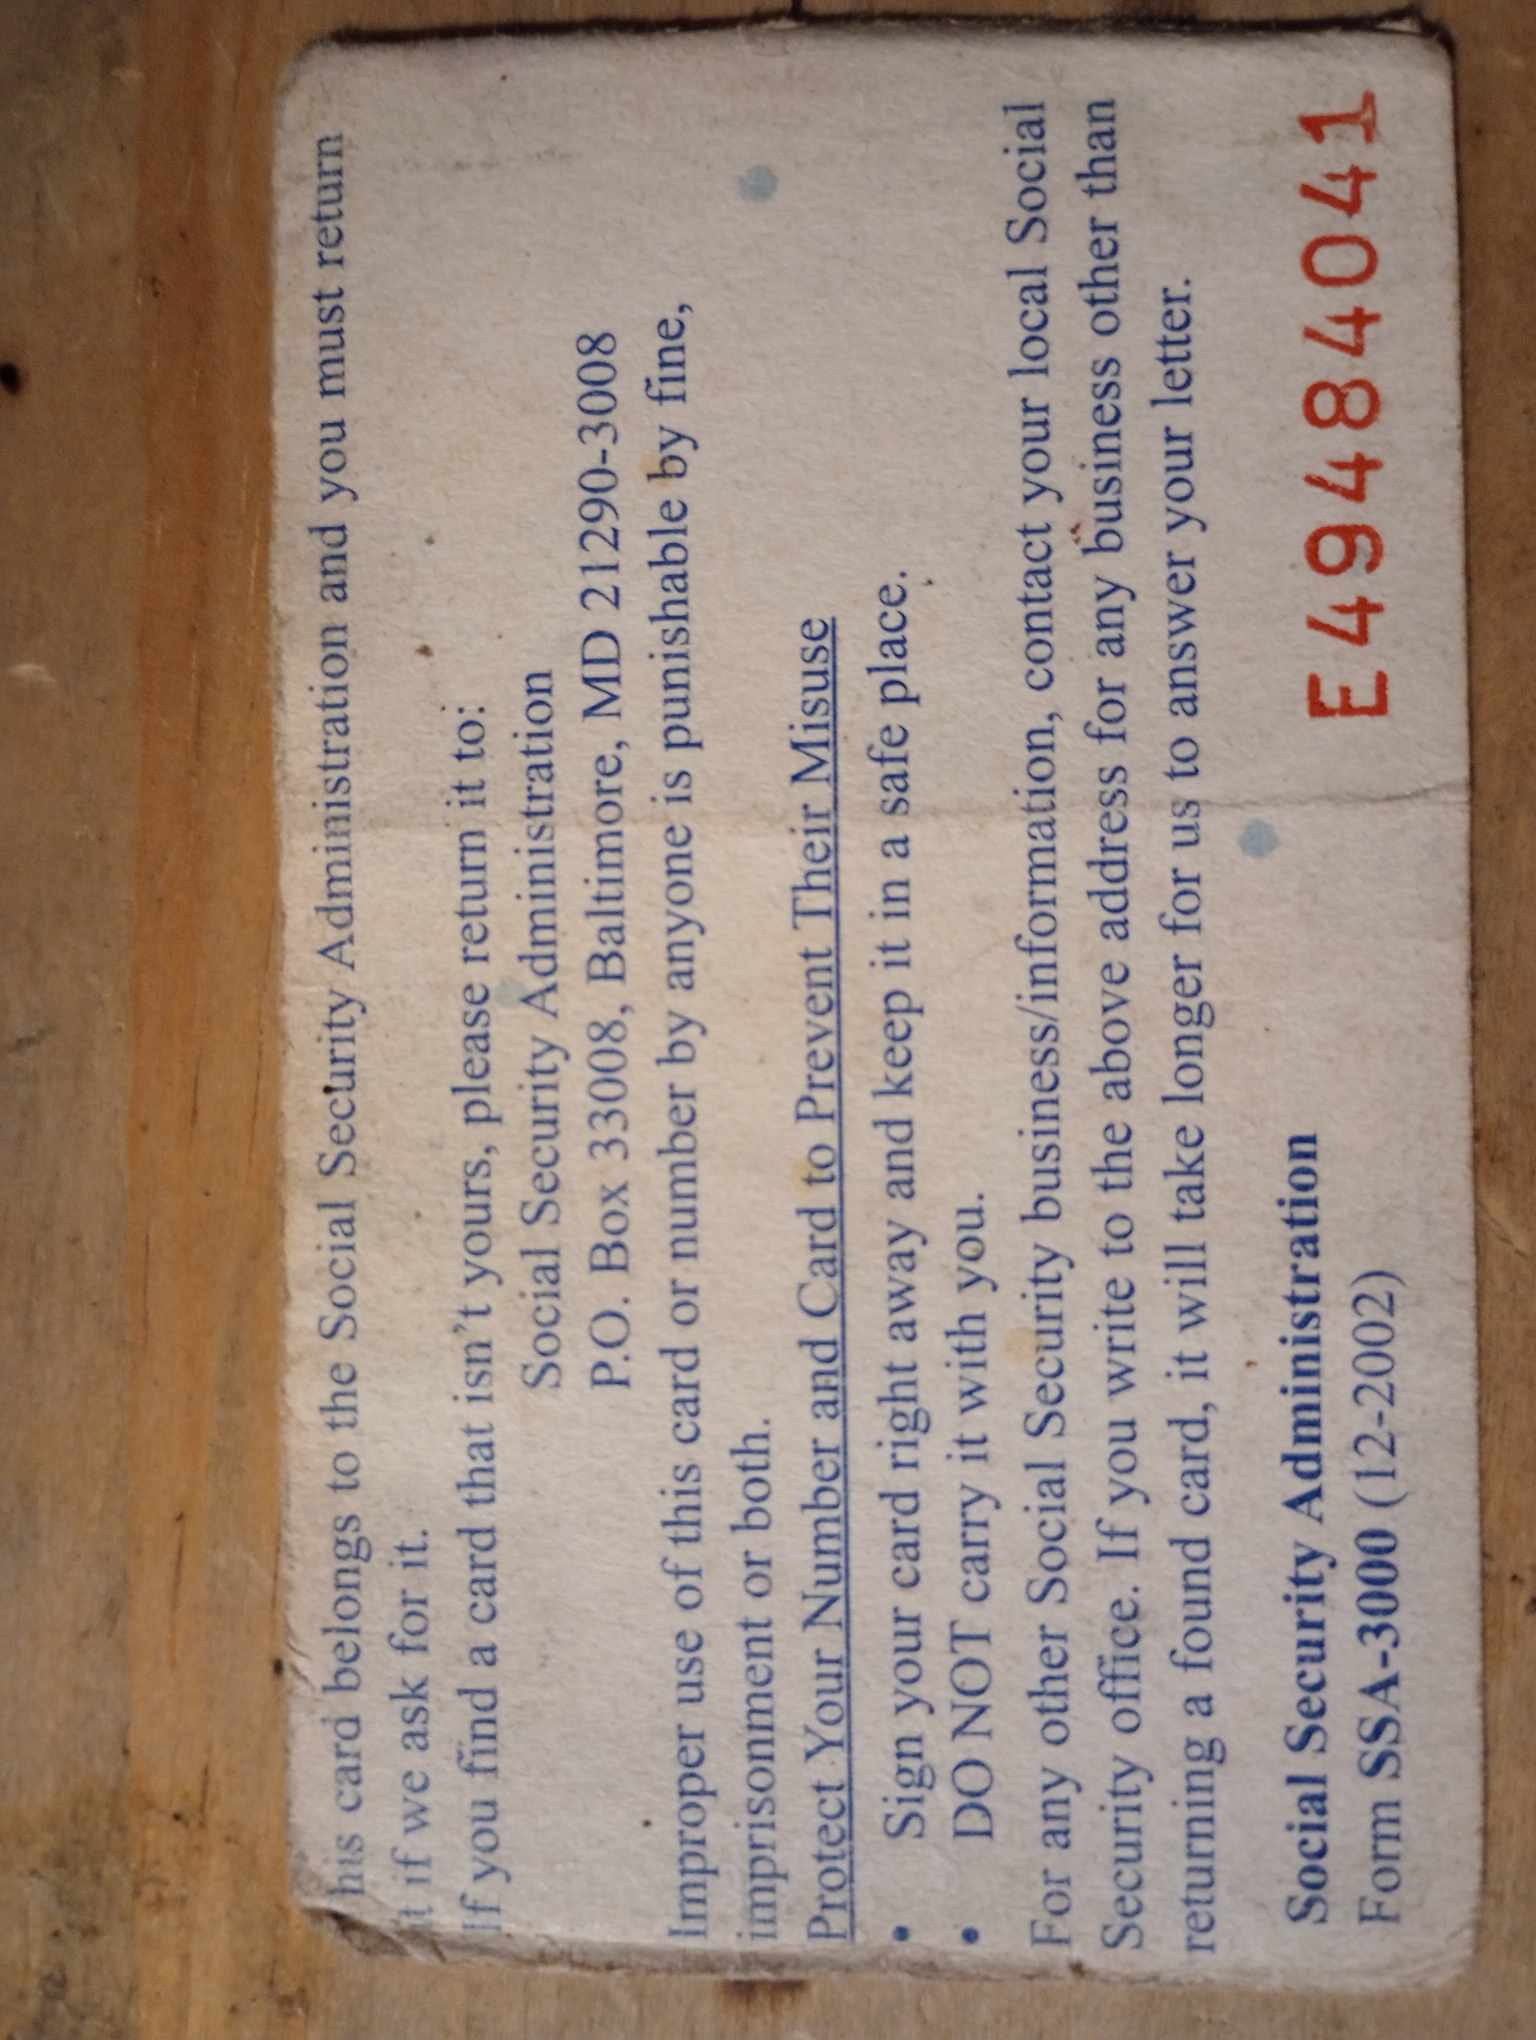 his card belongs to the Social Security Administration and you must return
it if we ask for it.
If you find a card that isn't yours, please return it to:
Social Security Administration
P.O. Box 33008, Baltimore, MD 21290-3008
Improper use of this card or number by anyone is punishable by fine,
imprisonment or both.
Protect Your Number and Card to Prevent Their Misuse
• Sign your card right away and keep it in a safe place.
• DO NOT carry it with you.
For any other Social Security business/information, contact your local Social
Security office. If you write to the above address for any business other than
returning a found card, it will take longer for us to answer your letter.
Social Security Administration
Form SSA-3000 (12-2002)
E49484041